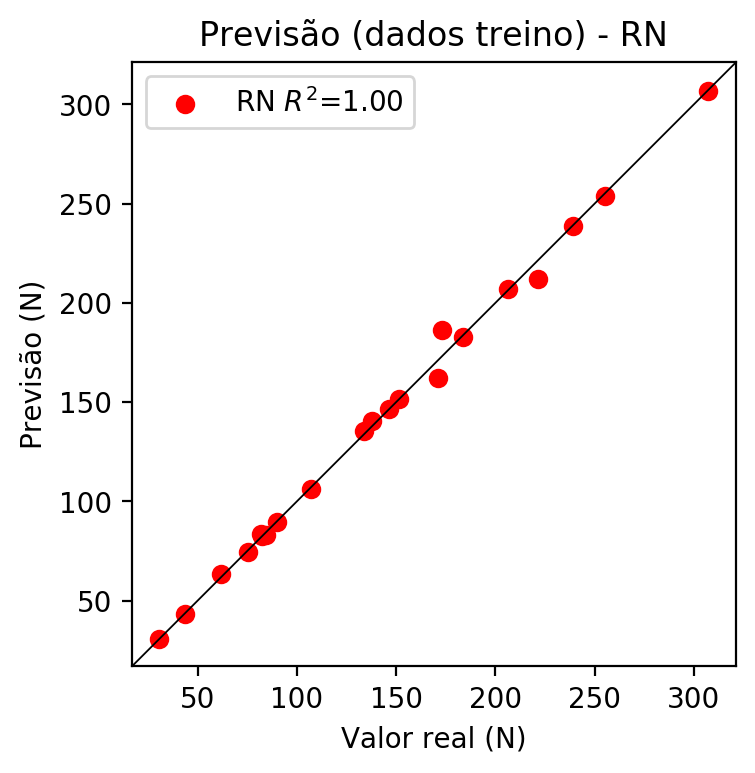 Previsão (dados treino) - RN
RN R²=1.00
300
250
200
150
100
50
Previsão (N)
50 100 150 200 250 300
Valor real (N)